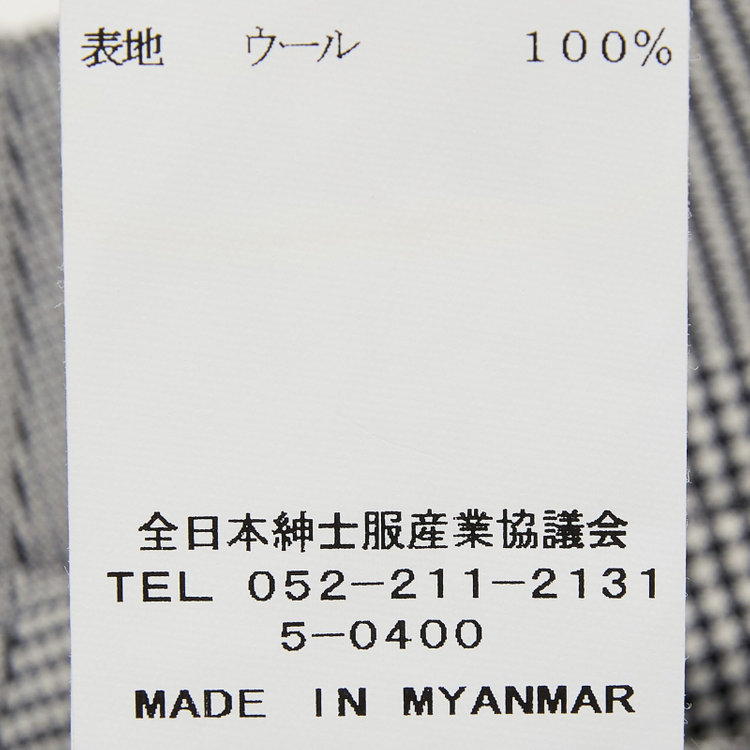 表地 ウール 100%
全日本紳士服産業協議会
TEL 052-211-2131
5-0400
MADE IN MYANMAR